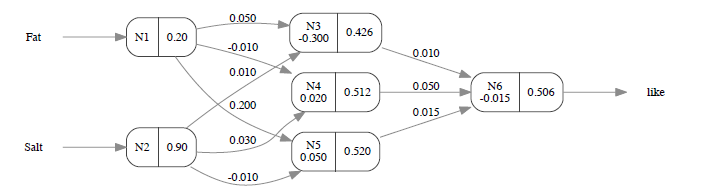 0.050
N3
-0.300
0.426
Fat
N1
0.20
-0.010
0.010
0.010
N4
0.020
0.512
0.050
N6
-0.015
0.506
like
0.200
0.015
Salt
N2
0.90
0.030
N5
0.050
0.520
-0.010